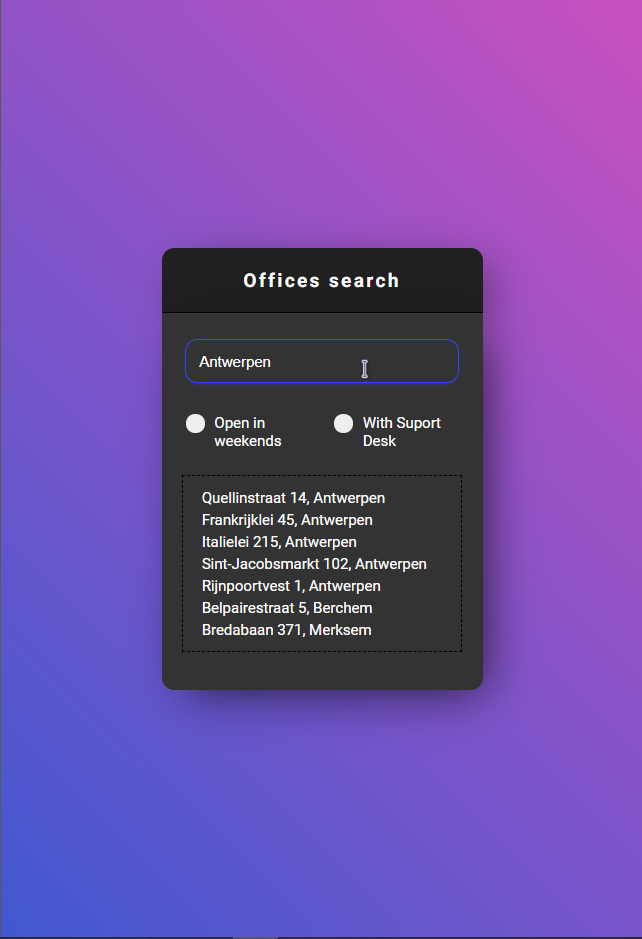 Offices search
Antwerpen
Open in
weekends
With Suport
Desk
Quellinstraat 14, Antwerpen
Frankrijklei 45, Antwerpen
Italielei 215, Antwerpen
Sint-Jacobsmarkt 102, Antwerpen
Rijnpoortvest 1, Antwerpen
Belpairestraat 5, Berchem
Bredabaan 371, Merksem